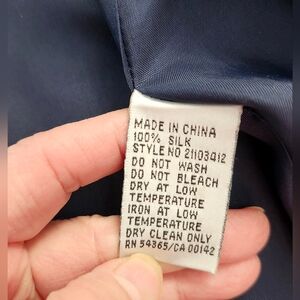 MADE IN CHINA
100% SILK
STYLE NO 21103Q12
DO NOT WASH
DO NOT BLEACH
DRY AT LOW
TEMPERATURE
IRON AT LOW
TEMPERATURE
DRY CLEAN ONLY
RN 54365/CA 00142